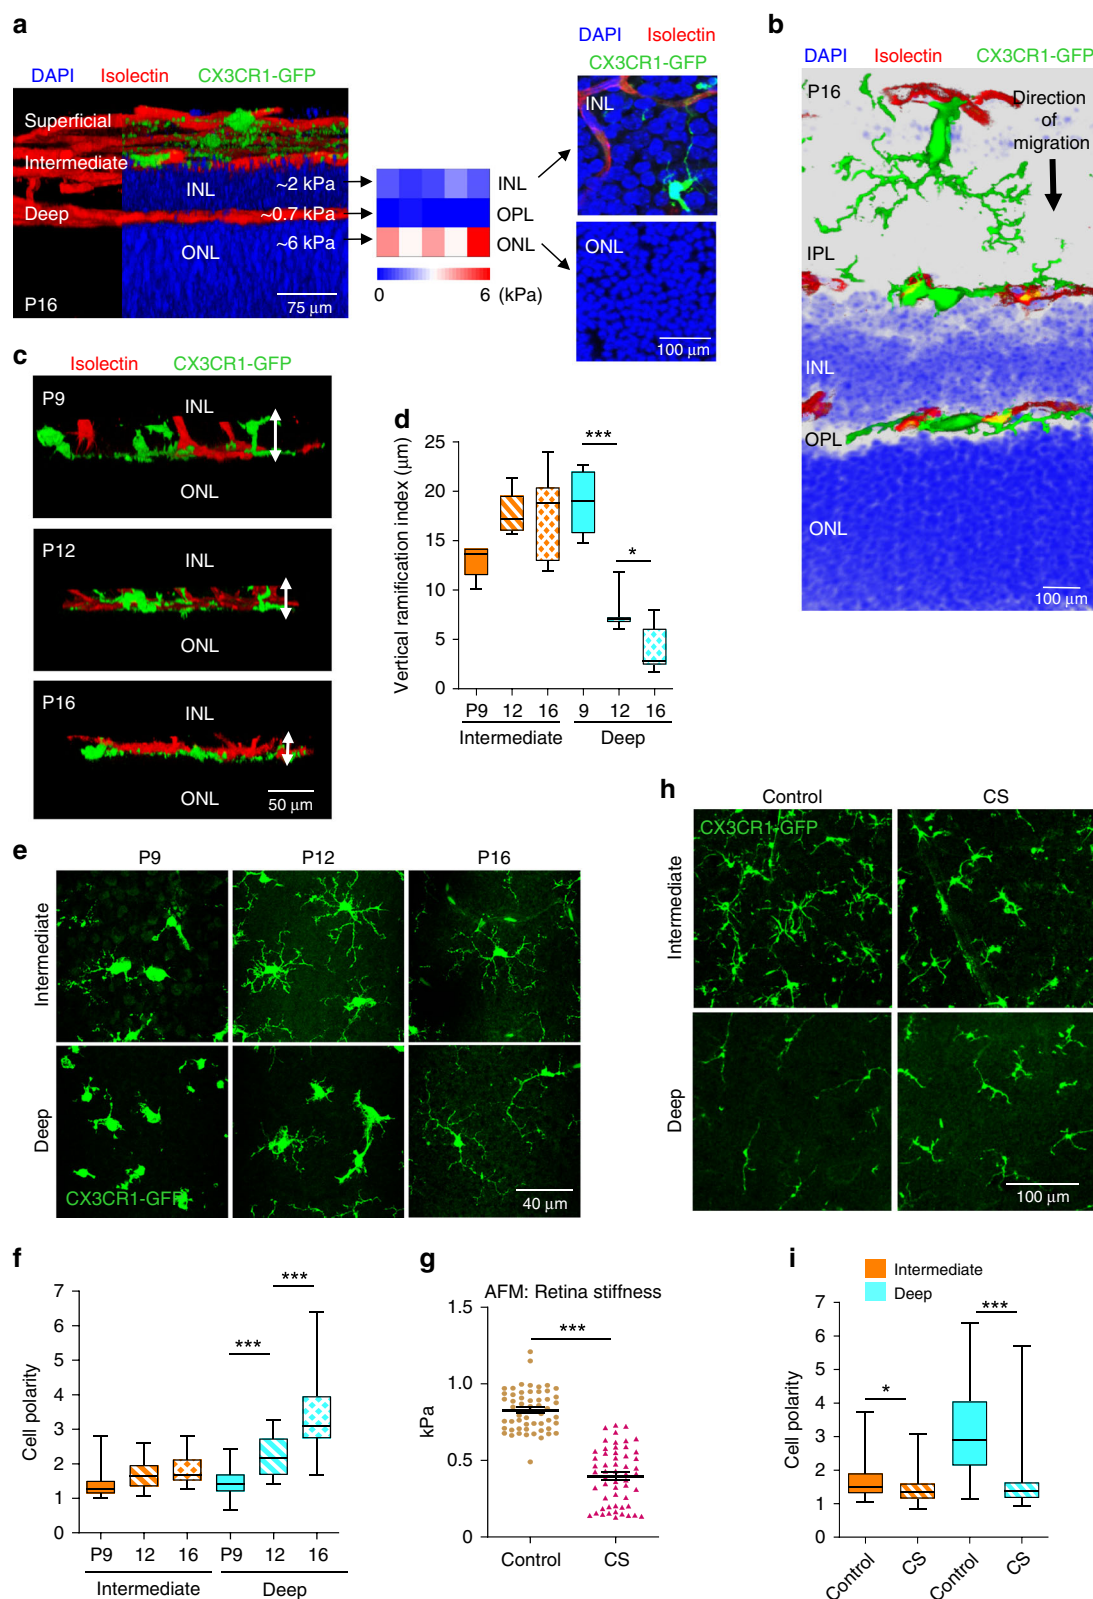 a
DAPI Isolectin CX3CR1-GFP
Superficial
Intermediate
INL
Deep
ONL
P16
~2 kPa
~0.7 kPa
~6 kPa
75 μm
INL
OPL
ONL
0 6 (kPa)
DAPI Isolectin
CX3CR1-GFP
INL
ONL
100 μm
b
DAPI Isolectin CX3CR1-GFP
P16
Direction
of
migration
IPL
INL
OPL
ONL
100 μm
c
Isolectin CX3CR1-GFP
P9
INL
ONL
P12
INL
ONL
P16
INL
ONL
50 μm
d
Vertical ramification index (μm)
25
20
15
10
5
0
***
*
P9 12 16 9 12 16
Intermediate Deep
e
P9 P12 P16
Intermediate
Deep
CX3CR1-GFP
40 μm
f
Cell polarity
7
6
5
4
3
2
1
0
***
***
P9 12 16 P9 12 16
Intermediate Deep
g
AFM: Retina stiffness
***
kPa
1.5
1.0
0.5
0
Control CS
h
Control CS
CX3CR1-GFP
Intermediate
Deep
100 μm
i
Intermediate
Deep
Cell polarity
7
6
5
4
3
2
1
0
*
***
Control CS Control CS